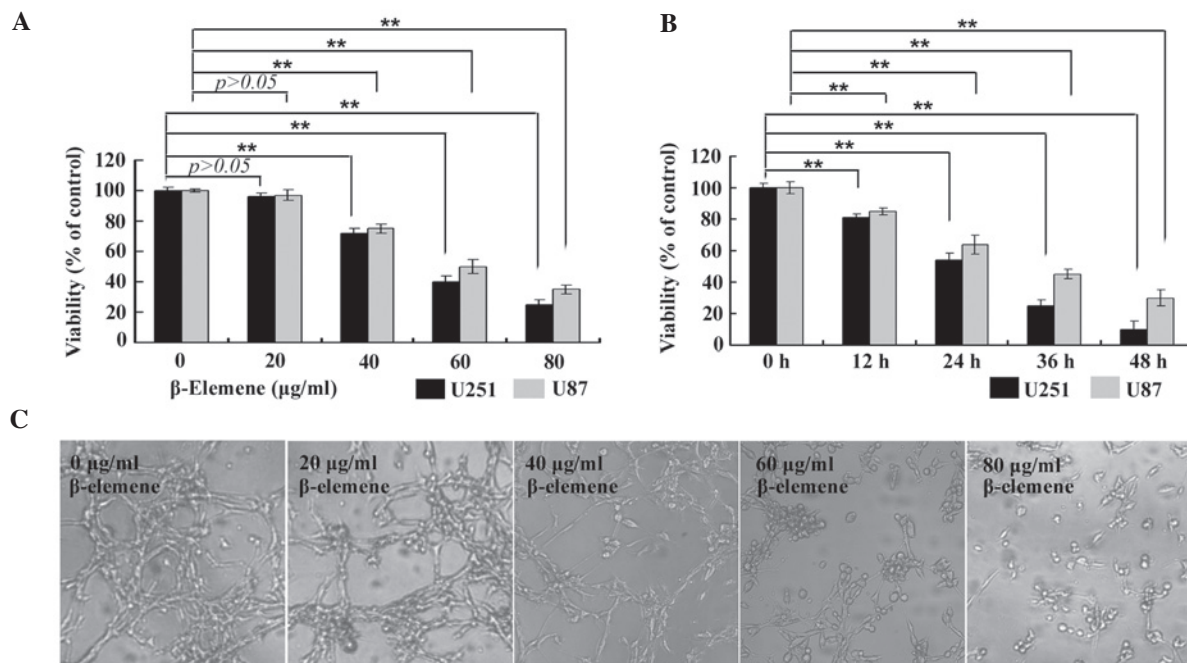 A
**
**
**
p>0.05
**
**
**
p>0.05
Viability (% of control)
120
100
80
60
40
20
0
0 20 40 60 80
β-Elemene (μg/ml)
U251 U87
B
**
**
**
**
**
**
**
**
Viability (% of control)
120
100
80
60
40
20
0
0 h 12 h 24 h 36 h 48 h
U251 U87
C
0 μg/ml
β-elemene
20 μg/ml
β-elemene
40 μg/ml
β-elemene
60 μg/ml
β-elemene
80 μg/ml
β-elemene